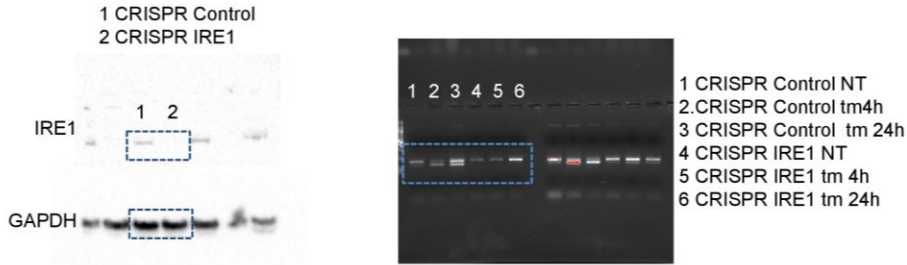 1 CRISPR Control
2 CRISPR IRE1
1 2
IRE1
GAPDH
1 2 3 4 5 6
1 CRISPR Control NT
2.CRISPR Control tm4h
3 CRISPR Control tm 24h
4 CRISPR IRE1 NT
5 CRISPR IRE1 tm 4h
6 CRISPR IRE1 tm 24h